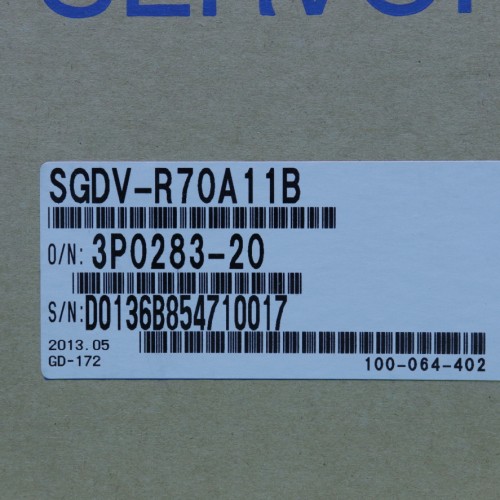 SGDV-R70A11B
O/N: 3P0283-20
S/N: D0136B854710017
2013.05
GD-172
100-064-402